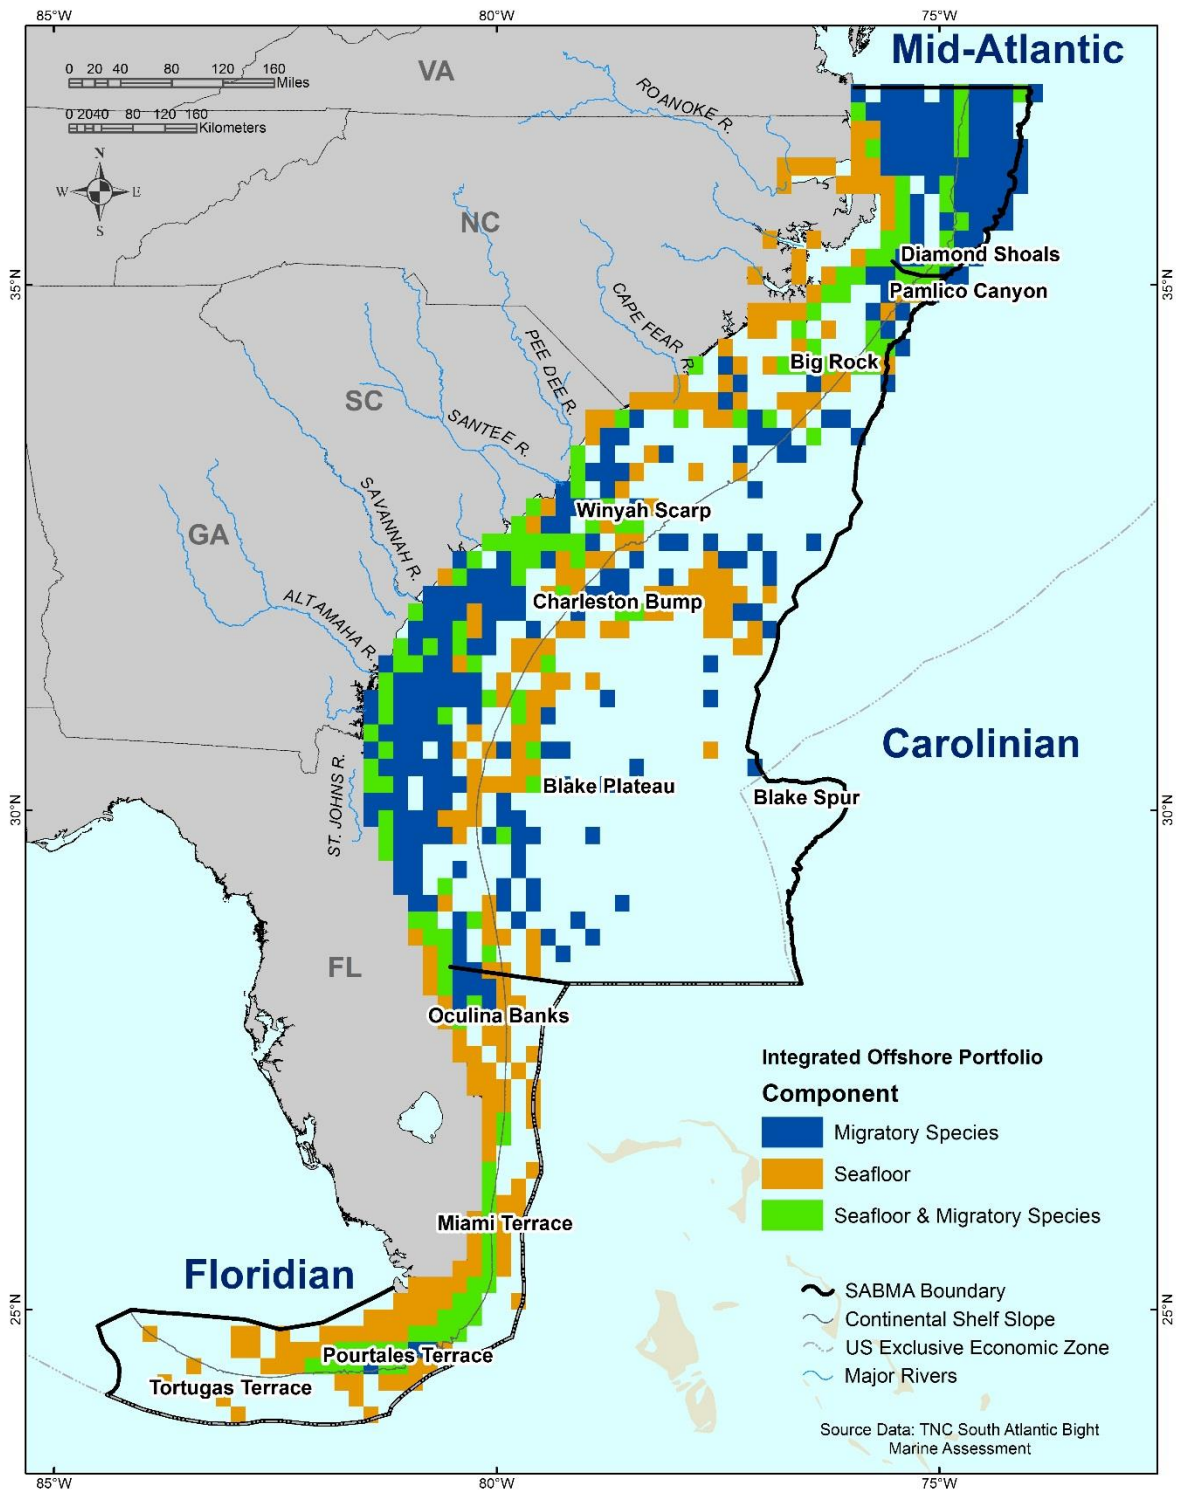 85°W 80°W 75°W
Mid-Atlantic
VA
0 20 40 80 120 160
Miles
0 2040 80 120 160
Kilometers
ROANOKE R.
N
W E
S
NC
35°N
35°N
Diamond Shoals
Pamlico Canyon
CAPE FEAR R.
PEE DEE R.
Big Rock
SC
SANTEE R.
SAVANNAH R.
Winyah Scarp
GA
ALTAMAHA R.
Charleston Bump
Carolinian
ST. JOHNS R.
Blake Plateau
Blake Spur
30°N
30°N
FL
Oculina Banks
Integrated Offshore Portfolio
Component
Migratory Species
Seafloor
Seafloor & Migratory Species
Miami Terrace
Floridian
SABMA Boundary
Continental Shelf Slope
US Exclusive Economic Zone
Major Rivers
25°N
25°N
Pourtales Terrace
Tortugas Terrace
Source Data: TNC South Atlantic Bight
Marine Assessment
85°W 80°W 75°W